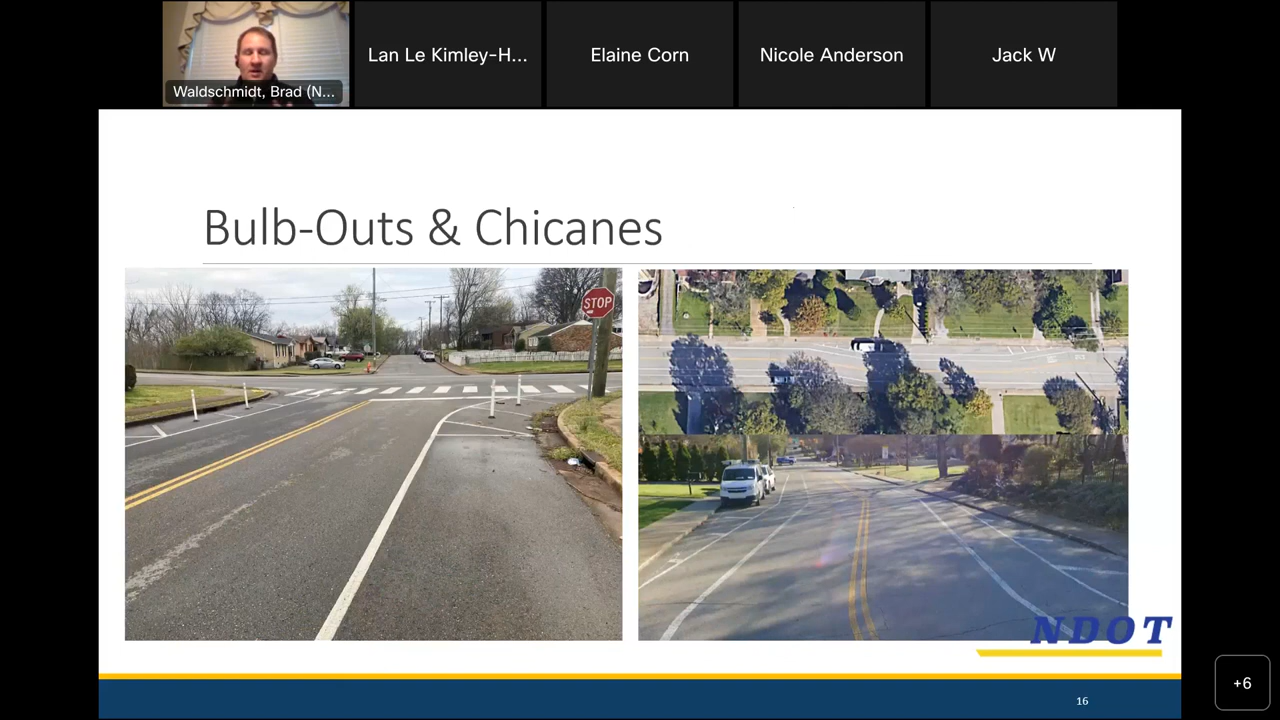 Lan Le Kimley-H...
Elaine Corn
Nicole Anderson
Jack W
Waldschmidt, Brad (N...
Bulb-Outs & Chicanes
STOP
NDOT
16
+6